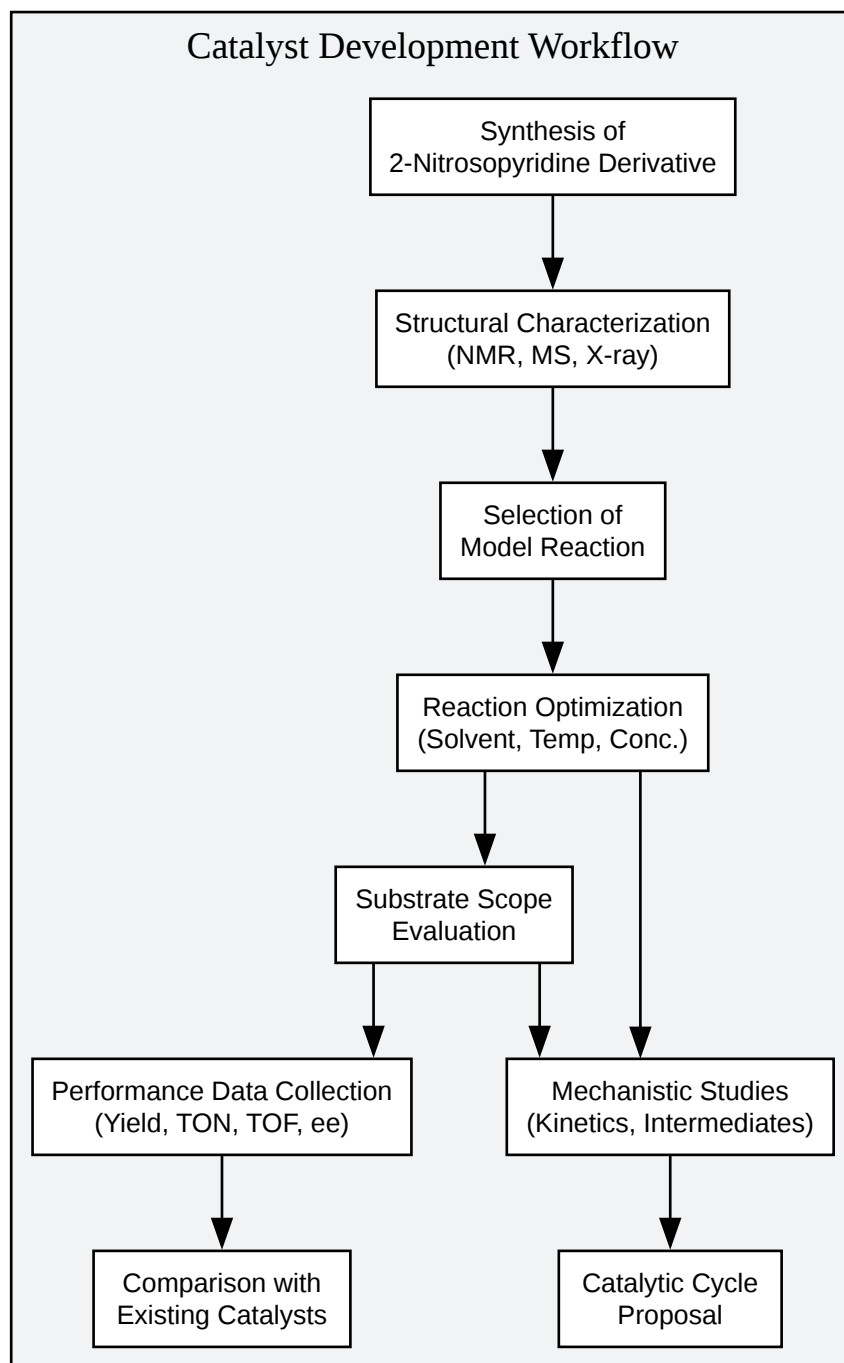 Catalyst Development Workflow
Synthesis of
2-Nitrosopyridine Derivative
Structural Characterization
(NMR, MS, X-ray)
Selection of
Model Reaction
Reaction Optimization
(Solvent, Temp, Conc.)
Substrate Scope
Evaluation
Performance Data Collection
(Yield, TON, TOF, ee)
Mechanistic Studies
(Kinetics, Intermediates)
Comparison with
Existing Catalysts
Catalytic Cycle
Proposal